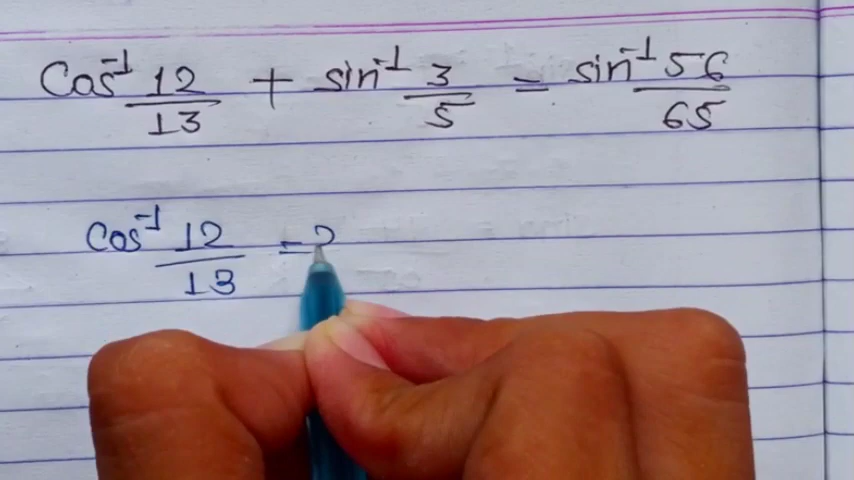 Cos⁻¹ 12/13 + sin⁻¹ 3/5 = sin⁻¹ 56/65
Cos⁻¹ 12/13 =